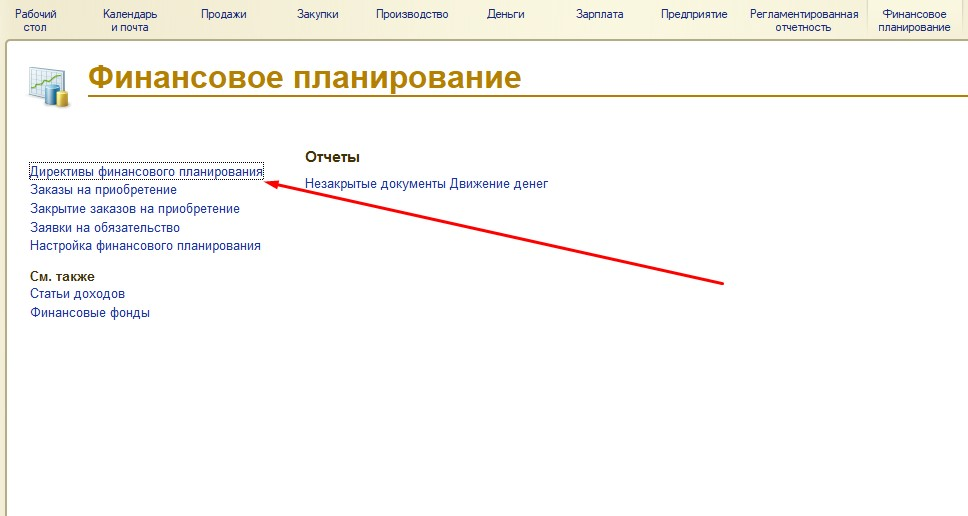 Рабочий
стол
Календарь
и почта
Продажи
Закупки
Производство
Деньги
Зарплата
Предприятие
Регламентированная
отчетность
Финансовое
планирование
Финансовое планирование
Директивы финансового планирования
Заказы на приобретение
Закрытие заказов на приобретение
Заявки на обязательство
Настройка финансового планирования
См. также
Статьи доходов
Финансовые фонды
Отчеты
Незакрытые документы Движение денег